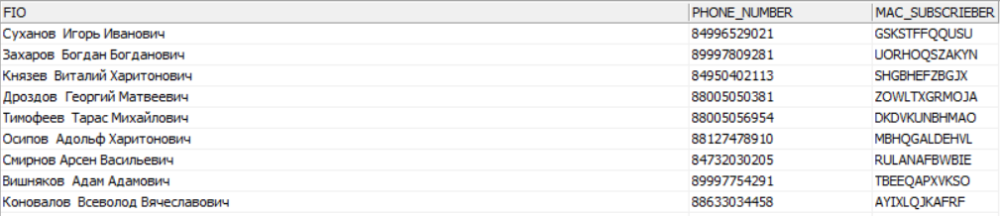 FIO PHONE_NUMBER MAC_SUBSCRIEBER
Суханов Игорь Иванович 84996529021 GSKSTFFQQUSU
Захаров Богдан Богданович 89997809281 UORHOQSZAKYN
Князев Виталий Харитонович 84950402113 SHGBHEFZBGJX
Дроздов Георгий Матвеевич 88005050381 ZOWLTXGRMOJA
Тимофеев Тарас Михайлович 88005056954 DKDVKUNBHMAO
Осипов Адольф Харитонович 88127478910 MBHQGALDEHVL
Смирнов Арсен Васильевич 84732030205 RULANAFBWBIE
Вишняков Адам Адамович 89997754291 TBEEQAPXVKSO
Коновалов Всеволод Вячеславович 88633034458 AYIXLQJKAFRF